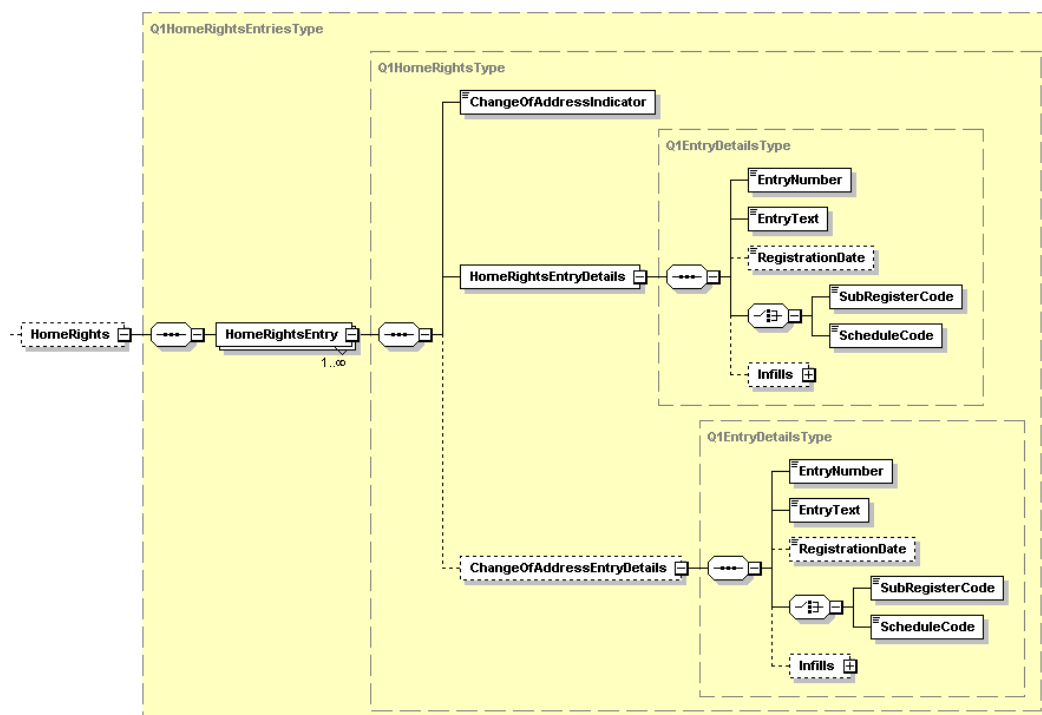 Q1HomeRightsEntriesType
Q1HomeRightsType
ChangeOfAddressIndicator
Q1EntryDetailsType
EntryNumber
EntryText
RegistrationDate
HomeRightsEntryDetails
SubRegisterCode
ScheduleCode
Infills
HomeRights
HomeRightsEntry
1..∞
Q1EntryDetailsType
EntryNumber
EntryText
RegistrationDate
ChangeOfAddressEntryDetails
SubRegisterCode
ScheduleCode
Infills